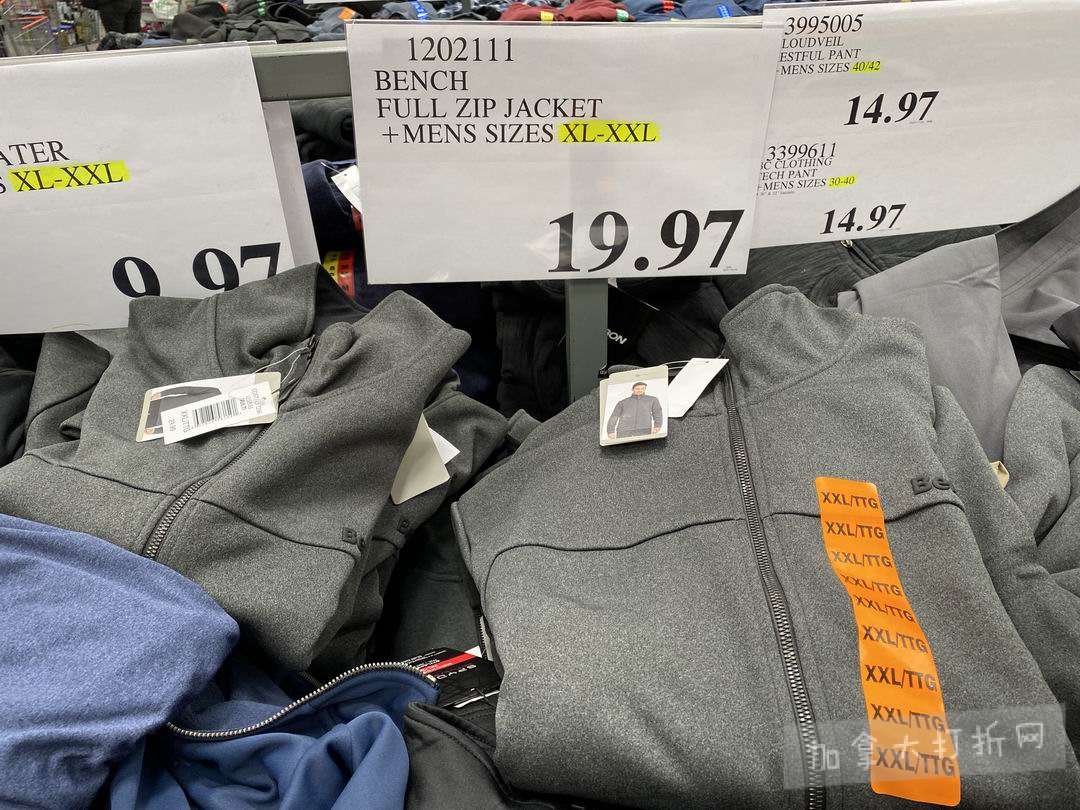 ATER
XL-XXL
9.97
1202111
BENCH
FULL ZIP JACKET
+MENS SIZES XL-XXL
19.97
3995005
LOUDVEIL
ESTFUL PANT
-MENS SIZES 40/42
14.97
3399611
BC CLOTHING
TECH PANT
+MENS SIZES 30-40
14.97
Be
XXL/TTG
XXL/TTG
XXL/TTG
XXL/TTG
XXL/TTG
XXL/TTG
XXL/TTG
XXL/TTG
XXL/TTG
加拿大打折网